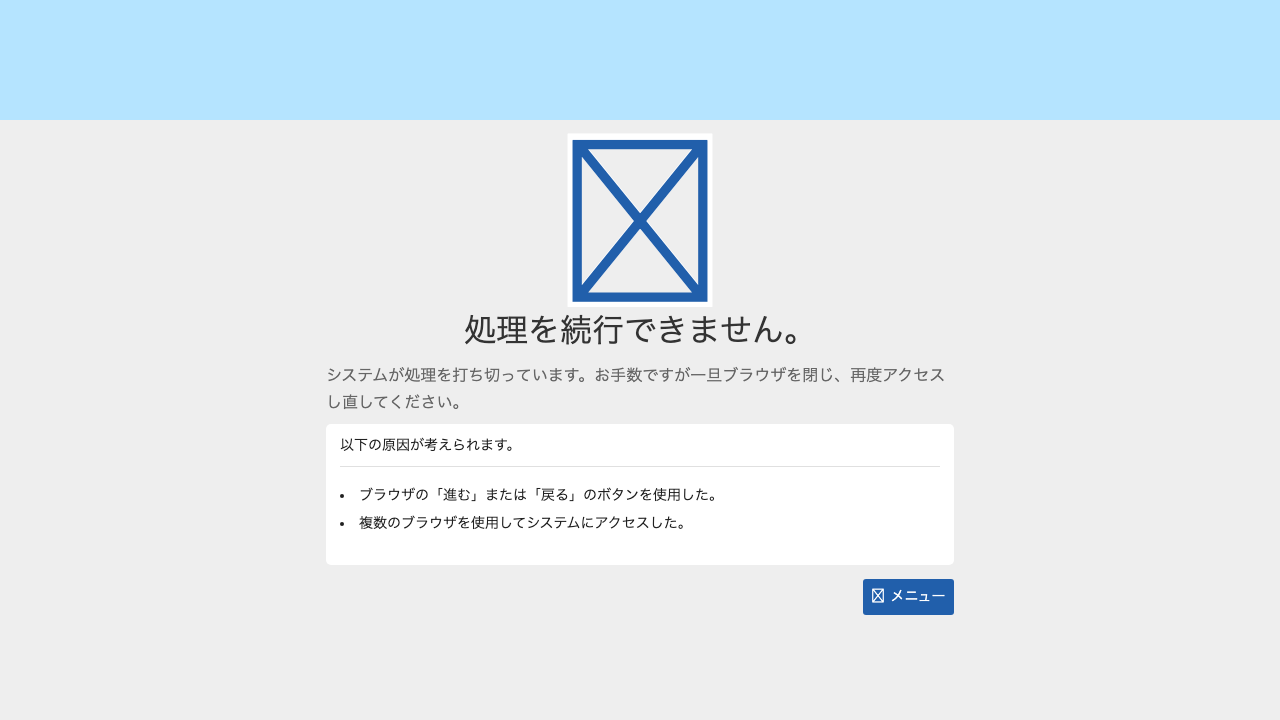 処理を続行できません。
システムが処理を打ち切っています。お手数ですが一旦ブラウザを閉じ、再度アクセス
し直してください。
以下の原因が考えられます。
• ブラウザの「進む」または「戻る」のボタンを使用した。
• 複数のブラウザを使用してシステムにアクセスした。
メニュー